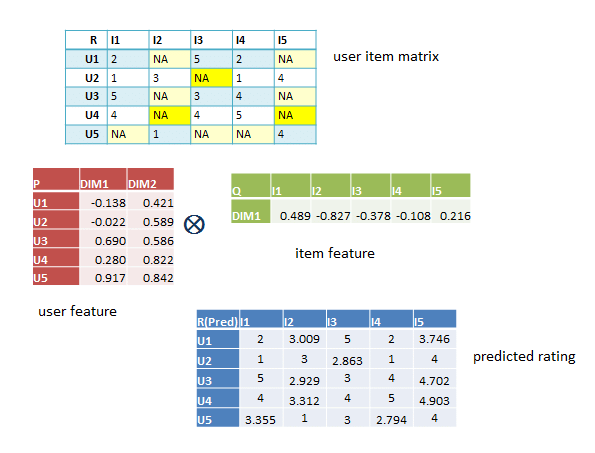 R I1 I2 I3 I4 I5
U1 2 NA 5 2 NA
U2 1 3 NA 1 4
U3 5 NA 3 4 NA
U4 4 NA 4 5 NA
U5 NA 1 NA NA 4
user item matrix
P DIM1 DIM2
U1 -0.138 0.421
U2 -0.022 0.589
U3 0.690 0.586
U4 0.280 0.822
U5 0.917 0.842
user feature
Q I1 I2 I3 I4 I5
DIM1 0.489 -0.827 -0.378 -0.108 0.216
item feature
R(Pred) I1 I2 I3 I4 I5
U1 2 3.009 5 2 3.746
U2 1 3 2.863 1 4
U3 5 2.929 3 4 4.702
U4 4 3.312 4 5 4.903
U5 3.355 1 3 2.794 4
predicted rating